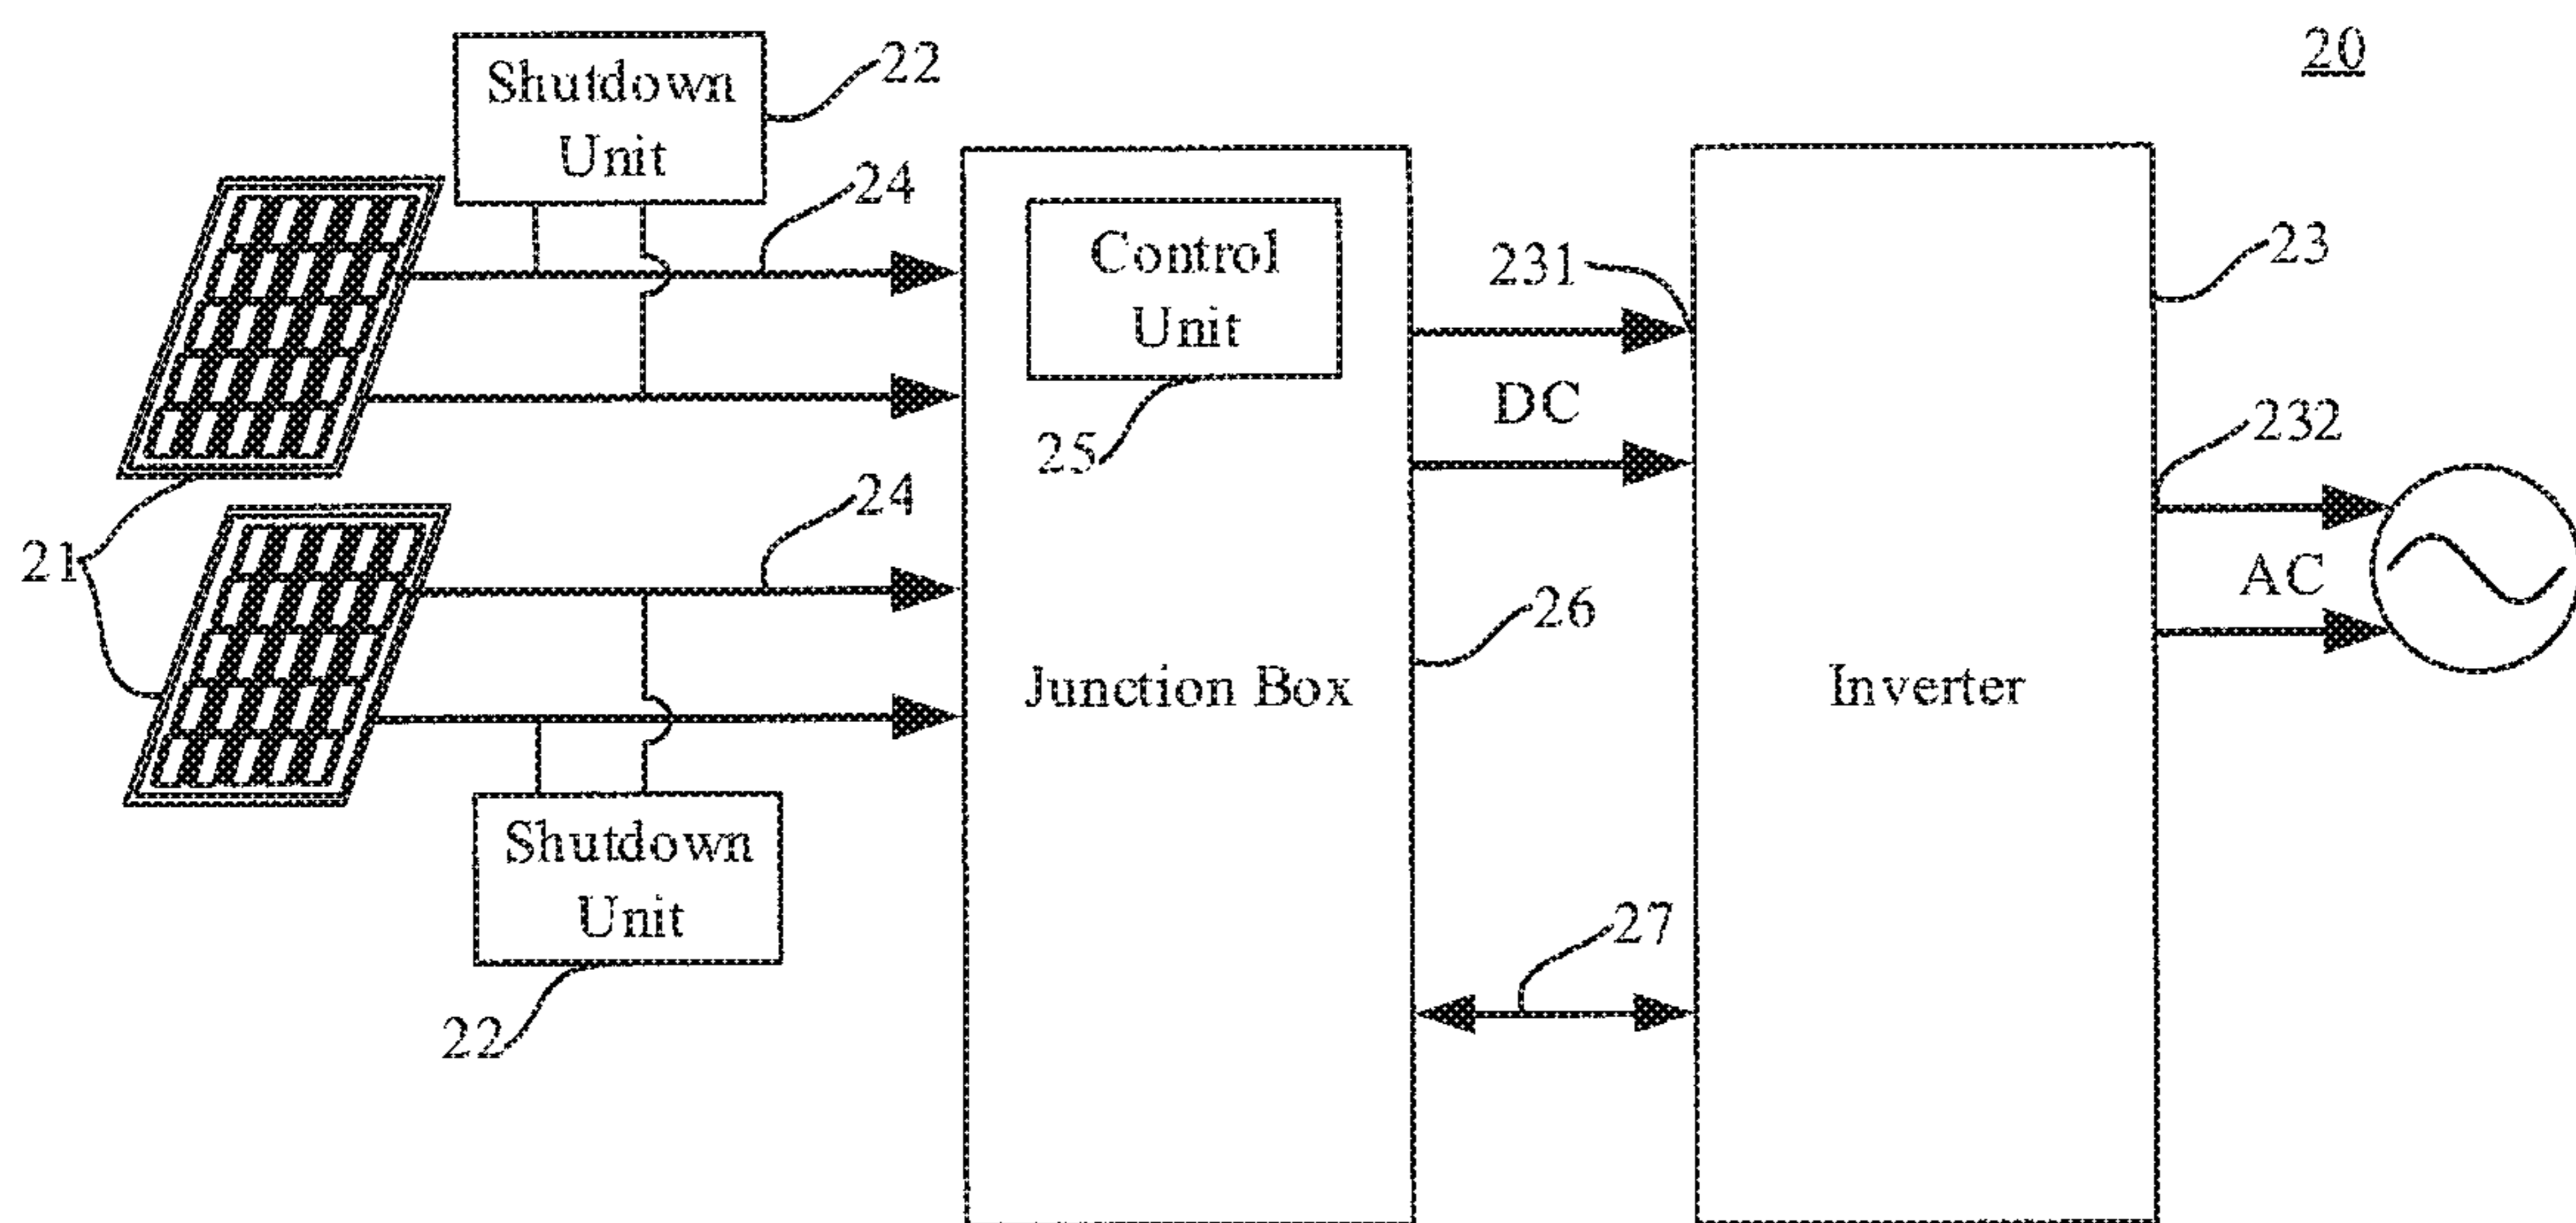 20
Shutdown
Unit
22
24
Control
Unit
25
231
DC
23
232
AC
21
24
Junction Box
26
Inverter
Shutdown
Unit
22
27